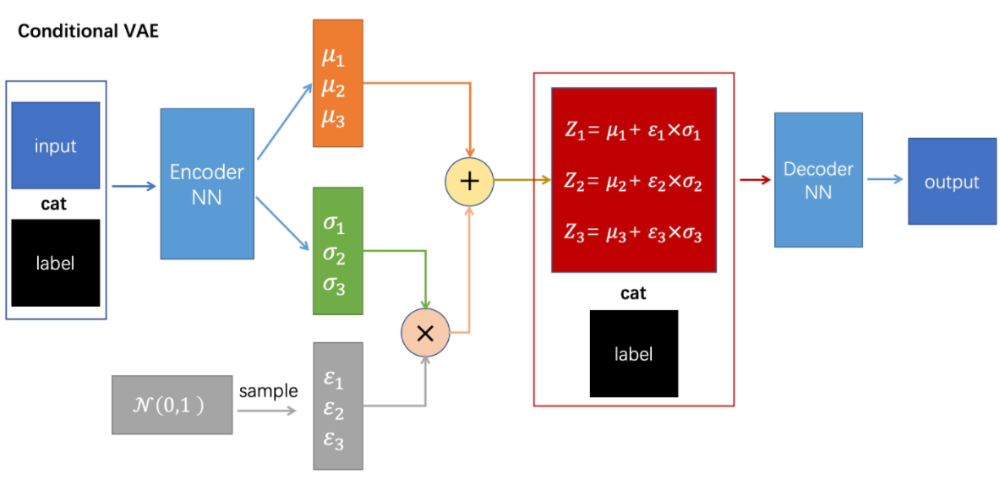 Conditional VAE
input
cat
label
Encoder
NN
μ₁
μ₂
μ₃
σ₁
σ₂
σ₃
𝒩(0,1 )
sample
ε₁
ε₂
ε₃
+
×
Z₁= μ₁+ ε₁×σ₁
Z₂= μ₂+ ε₂×σ₂
Z₃= μ₃+ ε₃×σ₃
cat
label
Decoder
NN
output